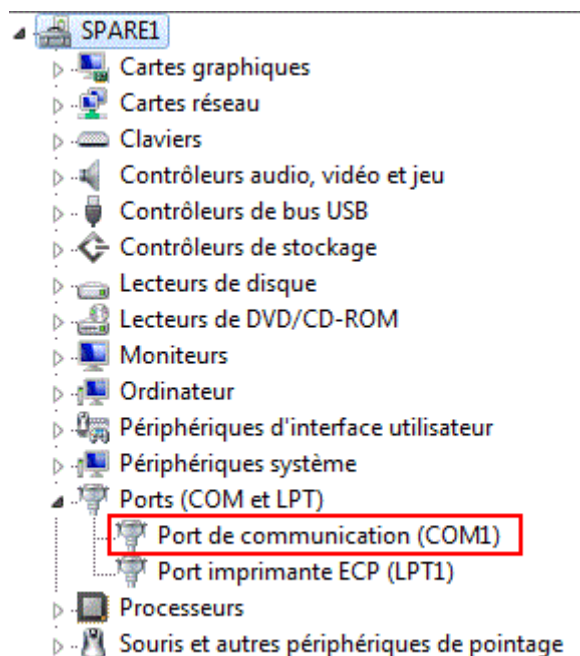 SPARE1
Cartes graphiques
Cartes réseau
Claviers
Contrôleurs audio, vidéo et jeu
Contrôleurs de bus USB
Contrôleurs de stockage
Lecteurs de disque
Lecteurs de DVD/CD-ROM
Moniteurs
Ordinateur
Périphériques d'interface utilisateur
Périphériques système
Ports (COM et LPT)
Port de communication (COM1)
Port imprimante ECP (LPT1)
Processeurs
Souris et autres périphériques de pointage